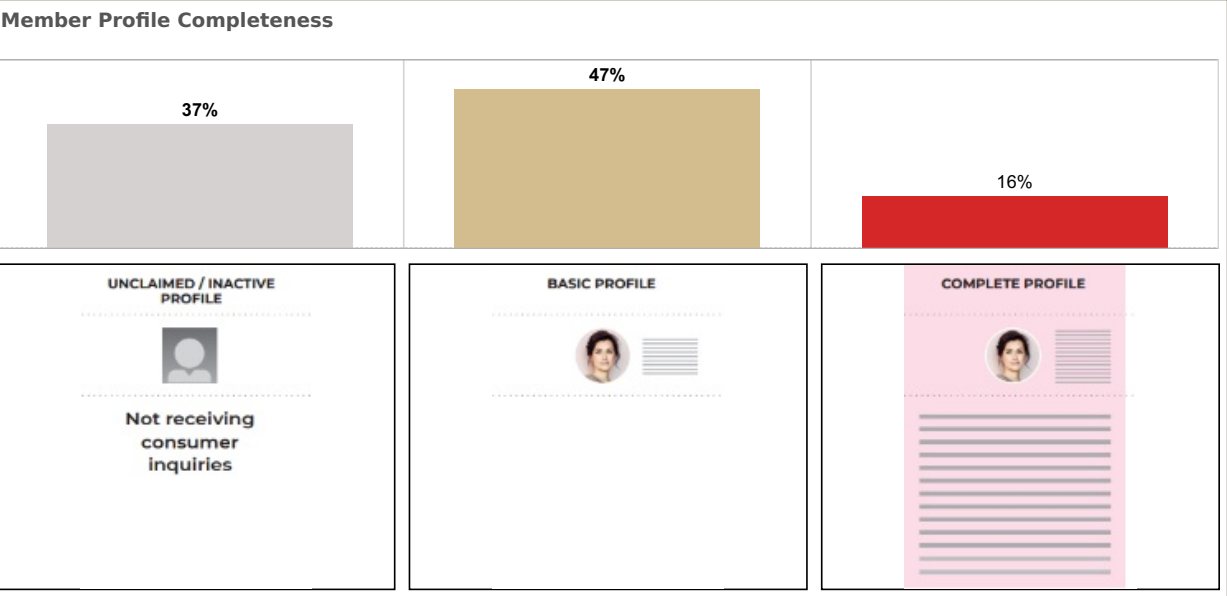 Member Profile Completeness
37%
47%
16%
UNCLAIMED / INACTIVE
PROFILE
Not receiving
consumer
inquiries
BASIC PROFILE
COMPLETE PROFILE